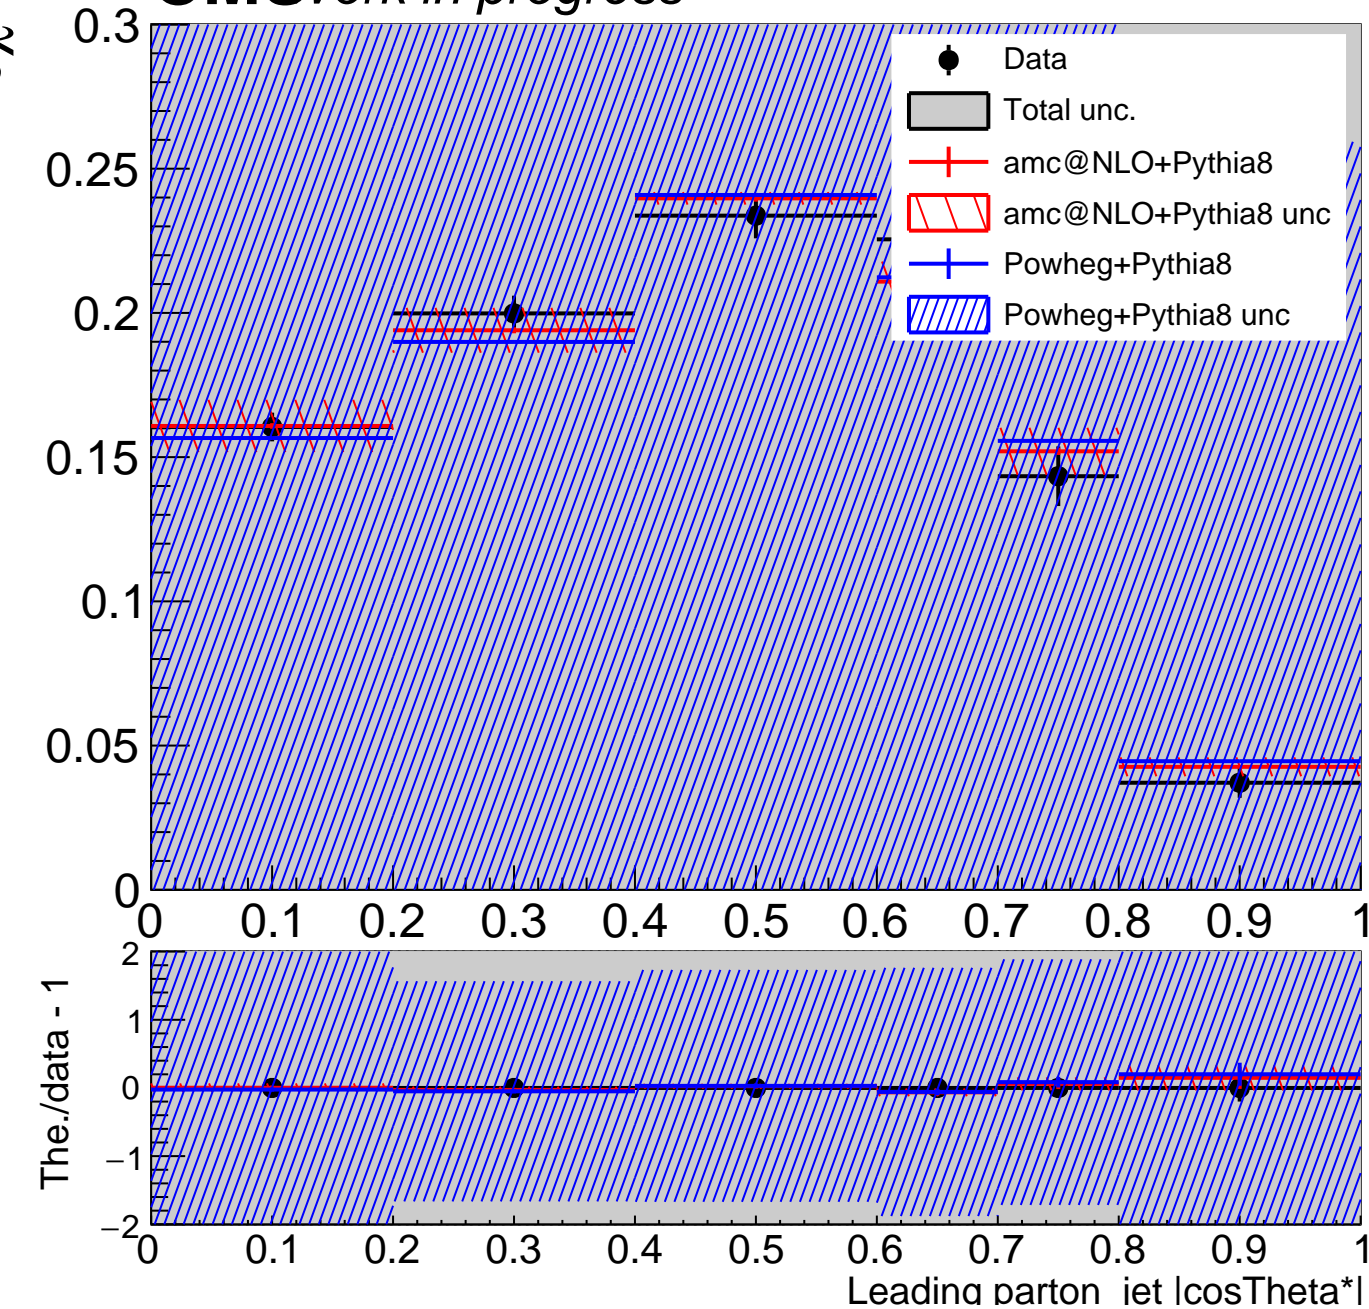 CMS Work in progress
0.3
0.25
0.2
0.15
0.1
0.05
0
Data
Total unc.
amc@NLO+Pythia8
amc@NLO+Pythia8 unc
Powheg+Pythia8
Powheg+Pythia8 unc
0 0.1 0.2 0.3 0.4 0.5 0.6 0.7 0.8 0.9 1
The./data - 1
2
1
0
−1
−2
0 0.1 0.2 0.3 0.4 0.5 0.6 0.7 0.8 0.9 1
Leading parton jet |cosTheta*|